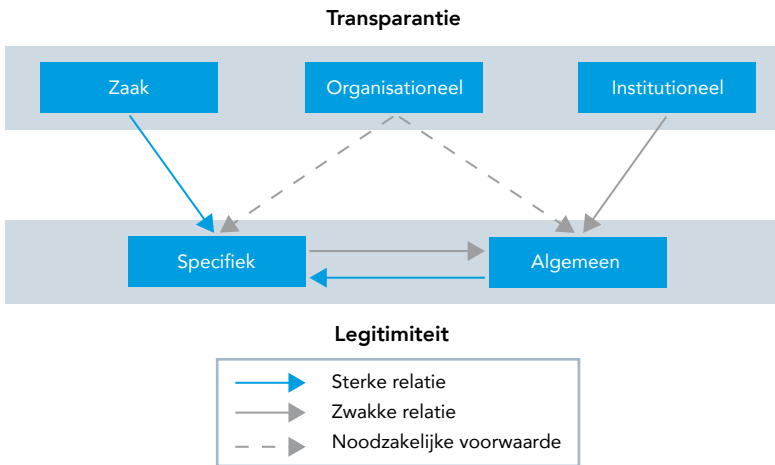 Transparantie
Zaak
Organisationeel
Institutioneel
Specifiek
Algemeen
Legitimiteit
Sterke relatie
Zwakke relatie
Noodzakelijke voorwaarde